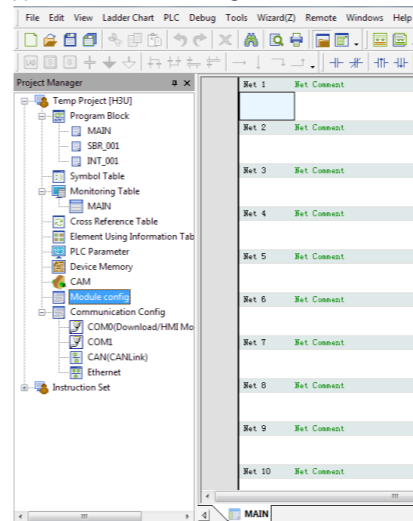 File Edit View Ladder Chart PLC Debug Tools Wizard(Z) Remote Windows Help
Project Manager
Temp Project [H3U]
Program Block
MAIN
SBR_001
INT_001
Symbol Table
Monitoring Table
MAIN
Cross Reference Table
Element Using Information Tab
PLC Parameter
Device Memory
CAM
Module config
Communication Config
COM0(Download/HMI Mo
COM1
CAN(CANLink)
Ethernet
Instruction Set
Net 1 Net Comment
Net 2 Net Comment
Net 3 Net Comment
Net 4 Net Comment
Net 5 Net Comment
Net 6 Net Comment
Net 7 Net Comment
Net 8 Net Comment
Net 9 Net Comment
Net 10 Net Comment
MAIN